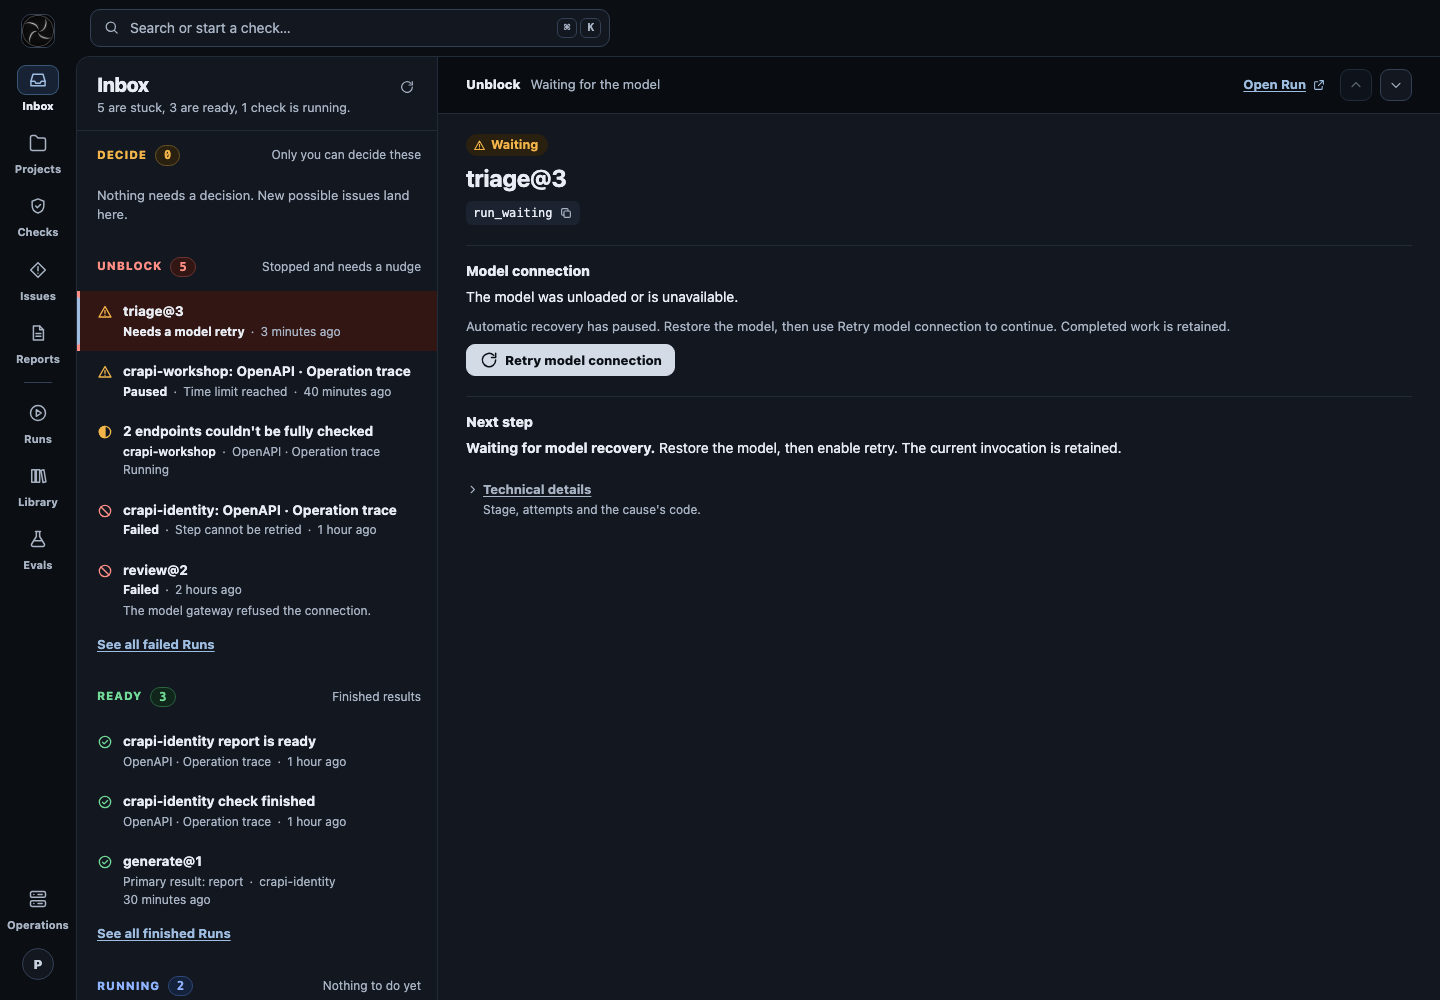 Search or start a check...
⌘ K
Inbox
Projects
Checks
Issues
Reports
Runs
Library
Evals
Operations
P
Inbox
5 are stuck, 3 are ready, 1 check is running.
DECIDE 0 Only you can decide these
Nothing needs a decision. New possible issues land
here.
UNBLOCK 5 Stopped and needs a nudge
triage@3
Needs a model retry · 3 minutes ago
crapi-workshop: OpenAPI · Operation trace
Paused · Time limit reached · 40 minutes ago
2 endpoints couldn't be fully checked
crapi-workshop · OpenAPI · Operation trace
Running
crapi-identity: OpenAPI · Operation trace
Failed · Step cannot be retried · 1 hour ago
review@2
Failed · 2 hours ago
The model gateway refused the connection.
See all failed Runs
READY 3 Finished results
crapi-identity report is ready
OpenAPI · Operation trace · 1 hour ago
crapi-identity check finished
OpenAPI · Operation trace · 1 hour ago
generate@1
Primary result: report · crapi-identity
30 minutes ago
See all finished Runs
RUNNING 2 Nothing to do yet
Unblock Waiting for the model
Open Run
Waiting
triage@3
run_waiting
Model connection
The model was unloaded or is unavailable.
Automatic recovery has paused. Restore the model, then use Retry model connection to continue. Completed work is retained.
Retry model connection
Next step
Waiting for model recovery. Restore the model, then enable retry. The current invocation is retained.
Technical details
Stage, attempts and the cause's code.